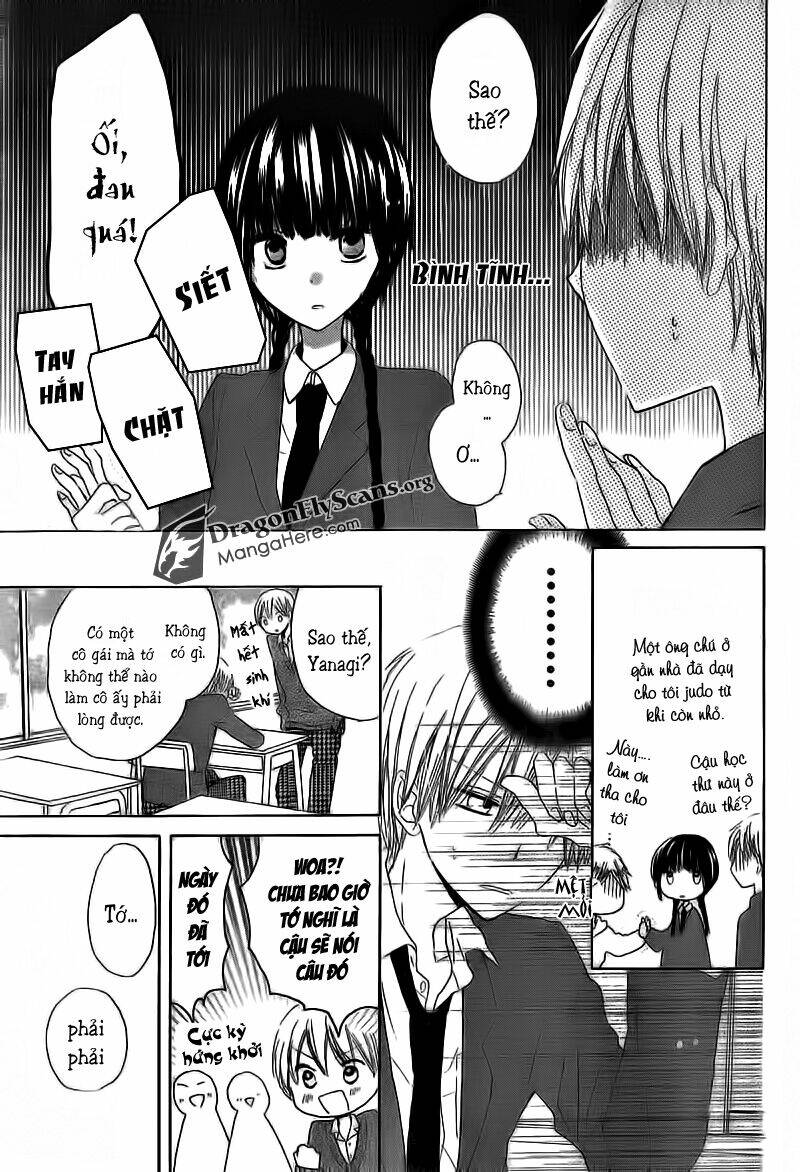 Sao
thế?
Ối,
đau
quá!
SIẾT
CHẶT
TAY
HẮN
BÌNH TĨNH...
Không
...
Ơ...
DragonFlyScans.org
MangaHere.com
Một ông chú ở
gần nhà đã dạy
cho tôi judo từ
khi còn nhỏ.
Cậu học
thứ này ở
đâu thế?
Này....
làm ơn
tha cho
tôi
.........
MỆT
MỎI
Sao thế,
Yanagi?
Mất
hết
sinh
khí
Không
có gì.
Có một
cô gái mà tớ
không thể nào
làm cô ấy phải
lòng được.
WOA?!
CHƯA BAO GIỜ
TỚ NGHĨ LÀ
CẬU SẼ NÓI
CÂU ĐÓ
NGÀY
ĐÓ
ĐÃ
TỚI
Cực kỳ
hứng khởi
Tớ...
phải
phải